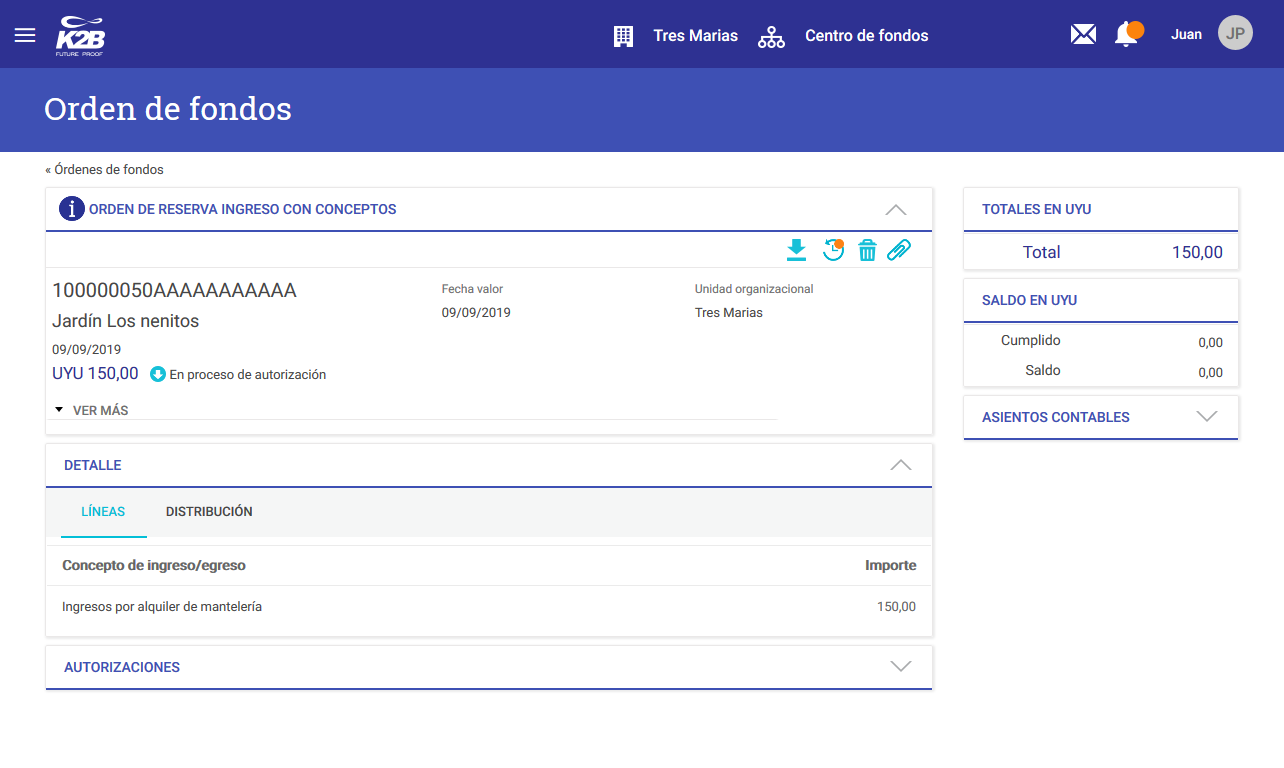 K2B
FUTURE PROOF
Tres Marias
Centro de fondos
Juan
JP
Orden de fondos
« Órdenes de fondos
ORDEN DE RESERVA INGRESO CON CONCEPTOS
100000050AAAAAAAAAAA
Jardín Los nenitos
09/09/2019
UYU 150,00 En proceso de autorización
Fecha valor
09/09/2019
Unidad organizacional
Tres Marias
VER MÁS
DETALLE
LÍNEAS DISTRIBUCIÓN
Concepto de ingreso/egreso Importe
Ingresos por alquiler de mantelería 150,00
AUTORIZACIONES
TOTALES EN UYU
Total 150,00
SALDO EN UYU
Cumplido 0,00
Saldo 0,00
ASIENTOS CONTABLES